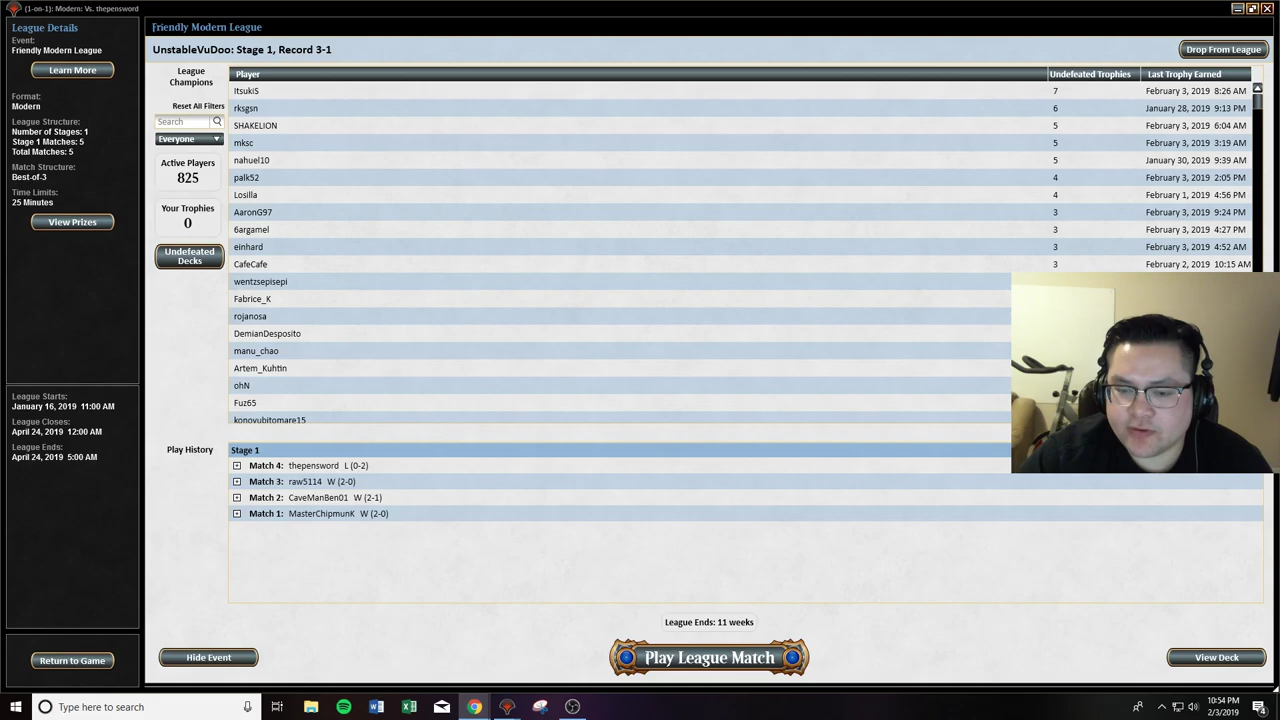 (1-on-1): Modern: Vs. thepensword
League Details
Event:
Friendly Modern League
Learn More
Format:
Modern
League Structure:
Number of Stages: 1
Stage 1 Matches: 5
Total Matches: 5
Match Structure:
Best-of-3
Time Limits:
25 Minutes
View Prizes
League Starts:
January 16, 2019 11:00 AM
League Closes:
April 24, 2019 12:00 AM
League Ends:
April 24, 2019 5:00 AM
Return to Game
Friendly Modern League
UnstableVuDoo: Stage 1, Record 3-1
Drop From League
League Champions
Reset All Filters
Search
Everyone
Active Players
825
Your Trophies
0
Undefeated Decks
Player Undefeated Trophies Last Trophy Earned
ItsukiS 7 February 3, 2019 8:26 AM
rksgsn 6 January 28, 2019 9:13 PM
SHAKELION 5 February 3, 2019 6:04 AM
mksc 5 February 3, 2019 3:19 AM
nahuel10 5 January 30, 2019 9:39 AM
palk52 4 February 3, 2019 2:05 PM
Losilla 4 February 1, 2019 4:56 PM
AaronG97 3 February 3, 2019 9:24 PM
6argamel 3 February 3, 2019 4:27 PM
einhard 3 February 3, 2019 4:52 AM
CafeCafe 3 February 2, 2019 10:15 AM
wentzsepisepi
Fabrice_K
rojanosa
DemianDesposito
manu_chao
Artem_Kuhtin
ohN
Fuz65
konovubitomare15
Play History
Stage 1
Match 4: thepensword L (0-2)
Match 3: raw5114 W (2-0)
Match 2: CaveManBen01 W (2-1)
Match 1: MasterChipmunK W (2-0)
League Ends: 11 weeks
Hide Event
Play League Match
View Deck
Type here to search
10:54 PM
2/3/2019
4